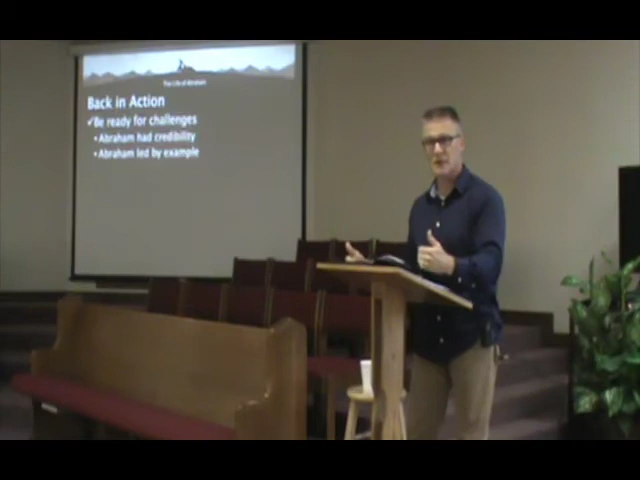 The Life of Abraham
Back in Action
✓Be ready for challenges
•Abraham had credibility
•Abraham led by example